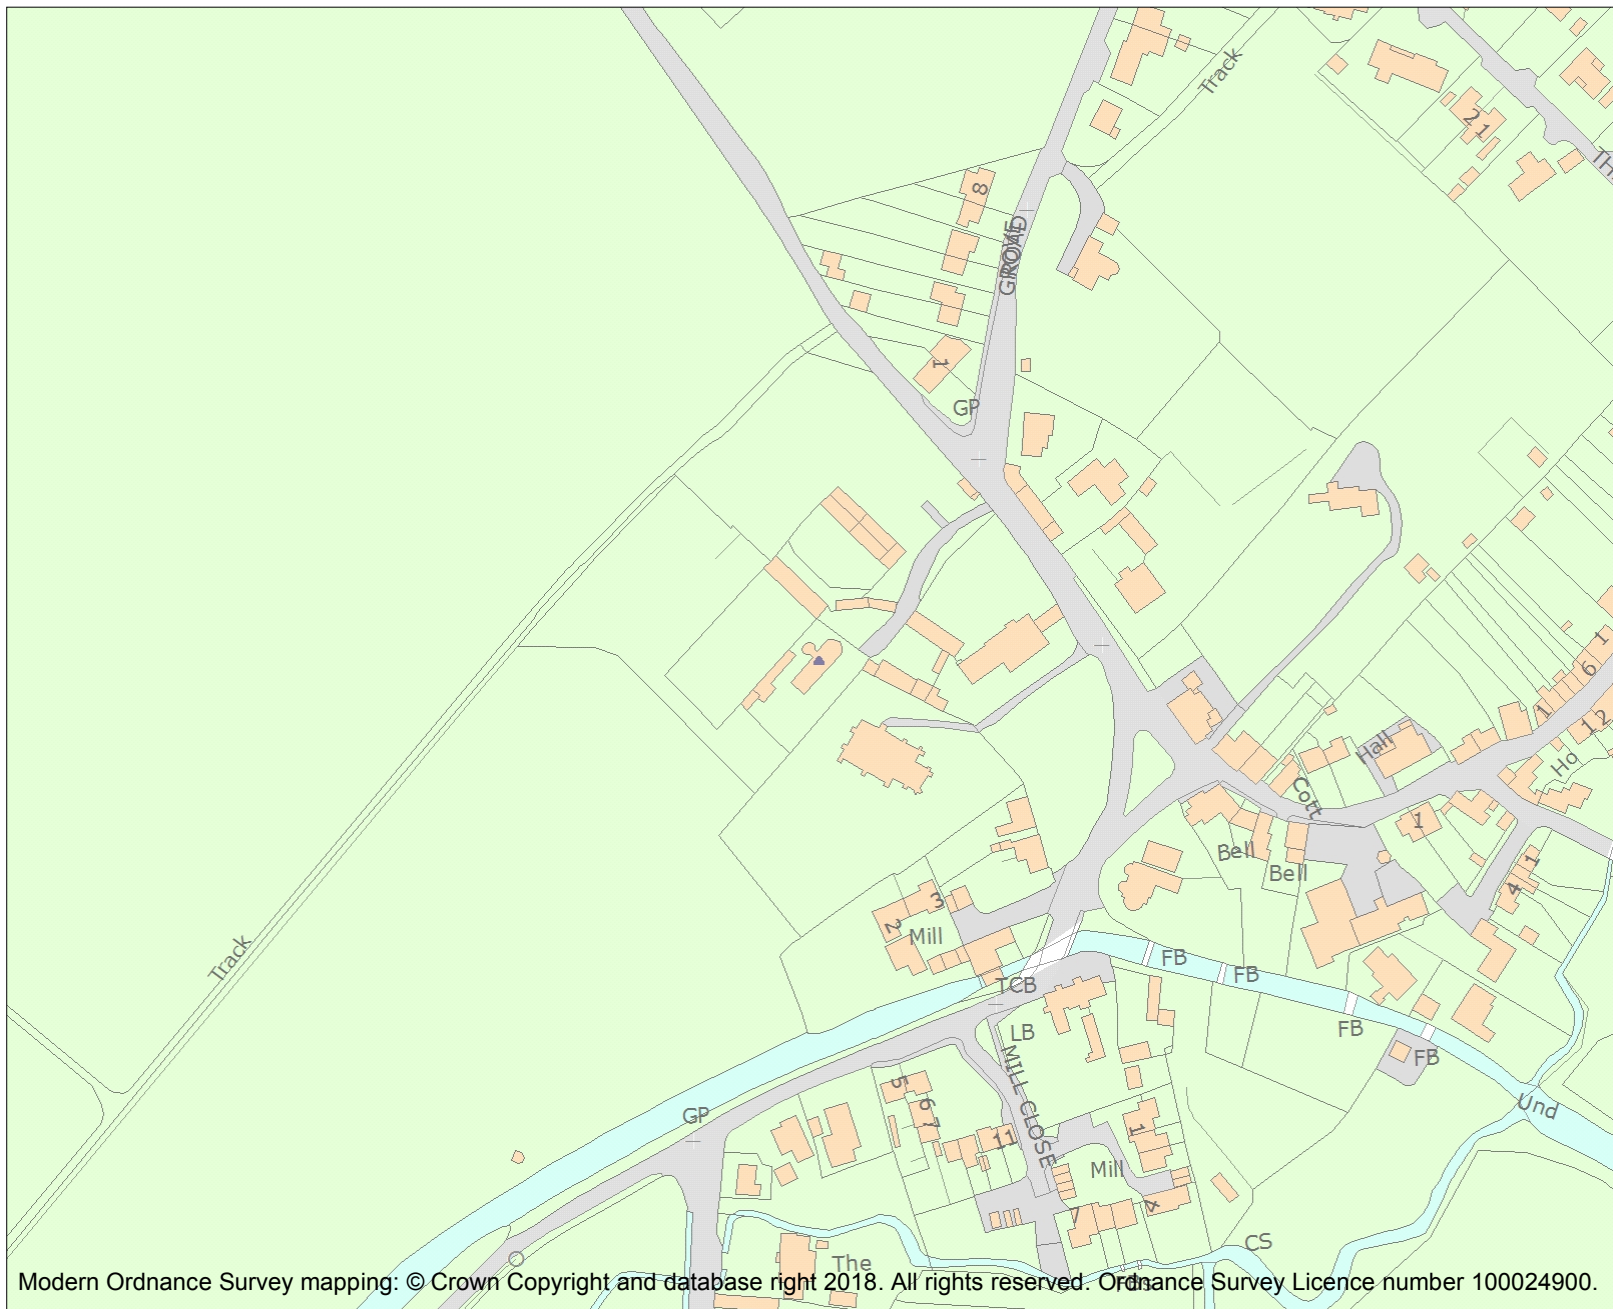 Track
21
TH
8
GROVE
ROAD
1
GP
1
6
1
Hall
1 2
Ho
Cott
1
Bell
Bell
1
4
3
2
Mill
FB
FB
TCB
FB
LB
FB
Track
MILL CLOSE
5
6 7
Und
GP
11
1
Mill
7
4
CS
The
FBs
Modern Ordnance Survey mapping: © Crown Copyright and database right 2018. All rights reserved. Ordnance Survey Licence number 100024900.